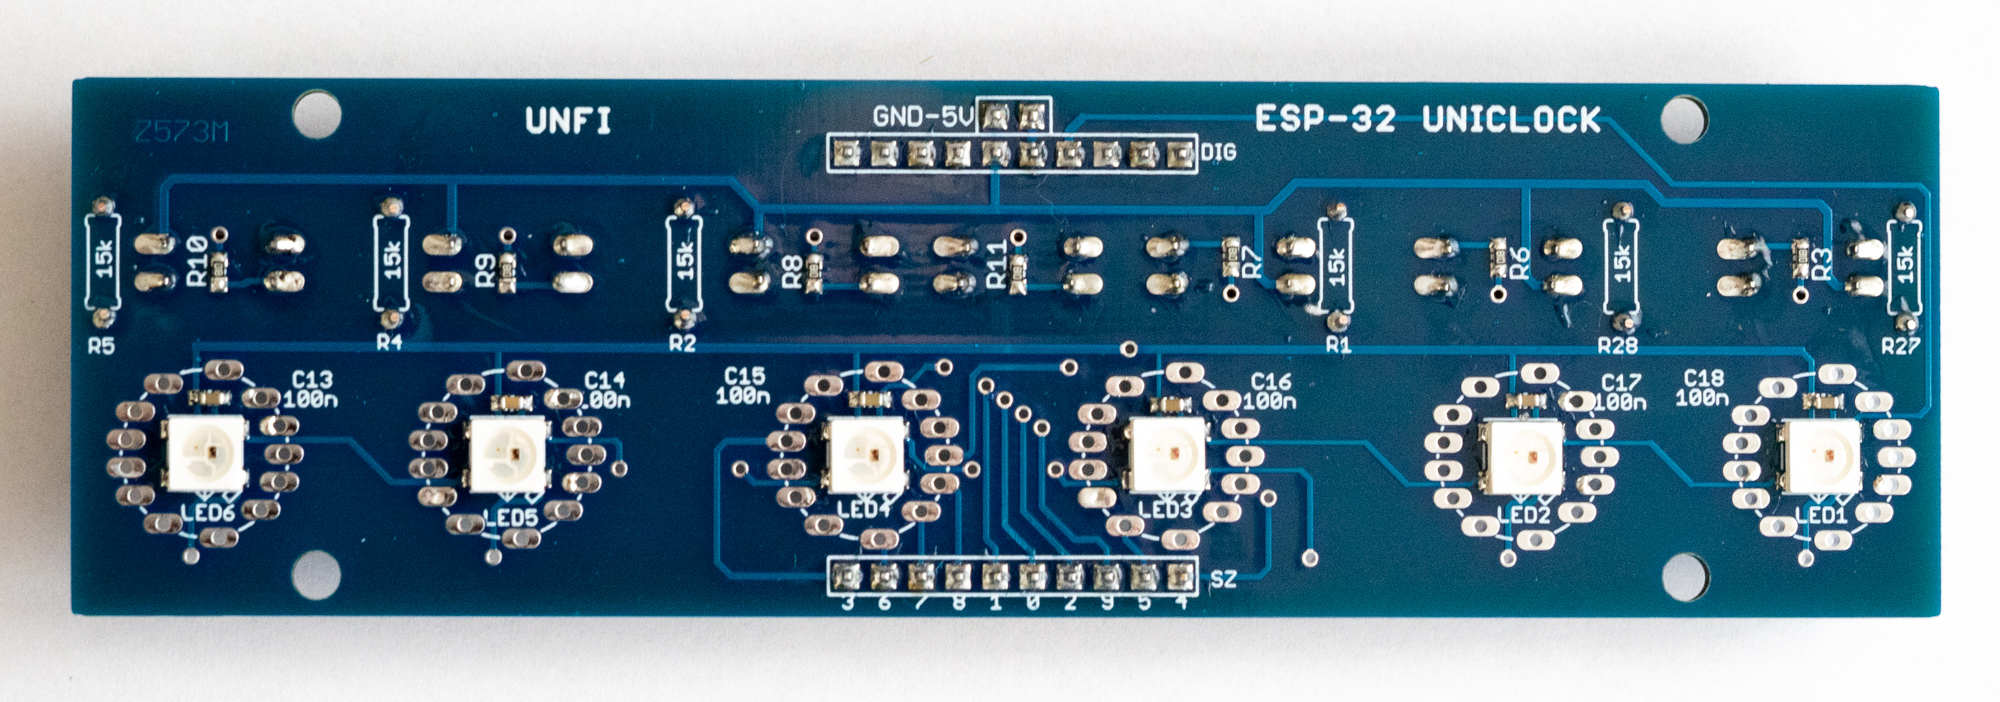 UNFI
GND-5V
ESP-32 UNICLOCK
Z573M
DIG
15k
R10
15k
R9
15k
R8
R11
R7
15k
R6
15k
R3
15k
R5
R4
R2
R1
R28
R27
C13
100n
C14
00n
C15
100n
C16
100n
C17
100n
C18
100n
LED6
LED5
LED4
LED3
LED2
LED1
SZ
3 6 7 8 1 0 2 9 5 4